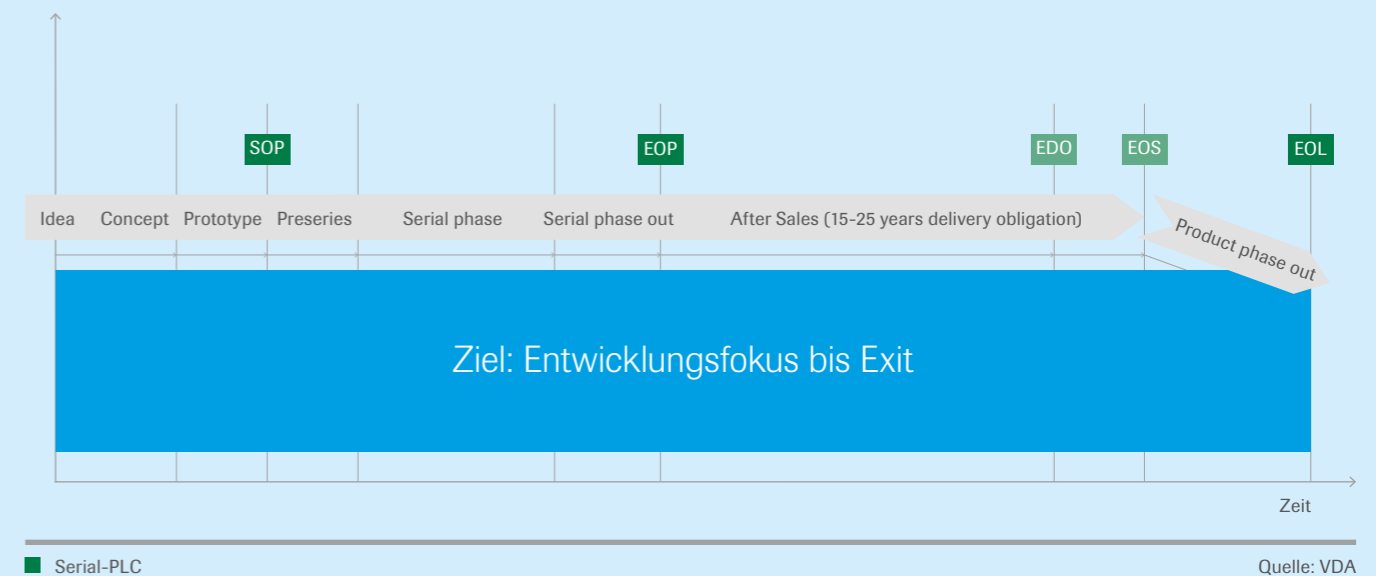 SOP
EOP
EDO
EOS
EOL
Idea
Concept
Prototype
Preseries
Serial phase
Serial phase out
After Sales (15-25 years delivery obligation)
Product phase out
Ziel: Entwicklungsfokus bis Exit
Zeit
Serial-PLC
Quelle: VDA